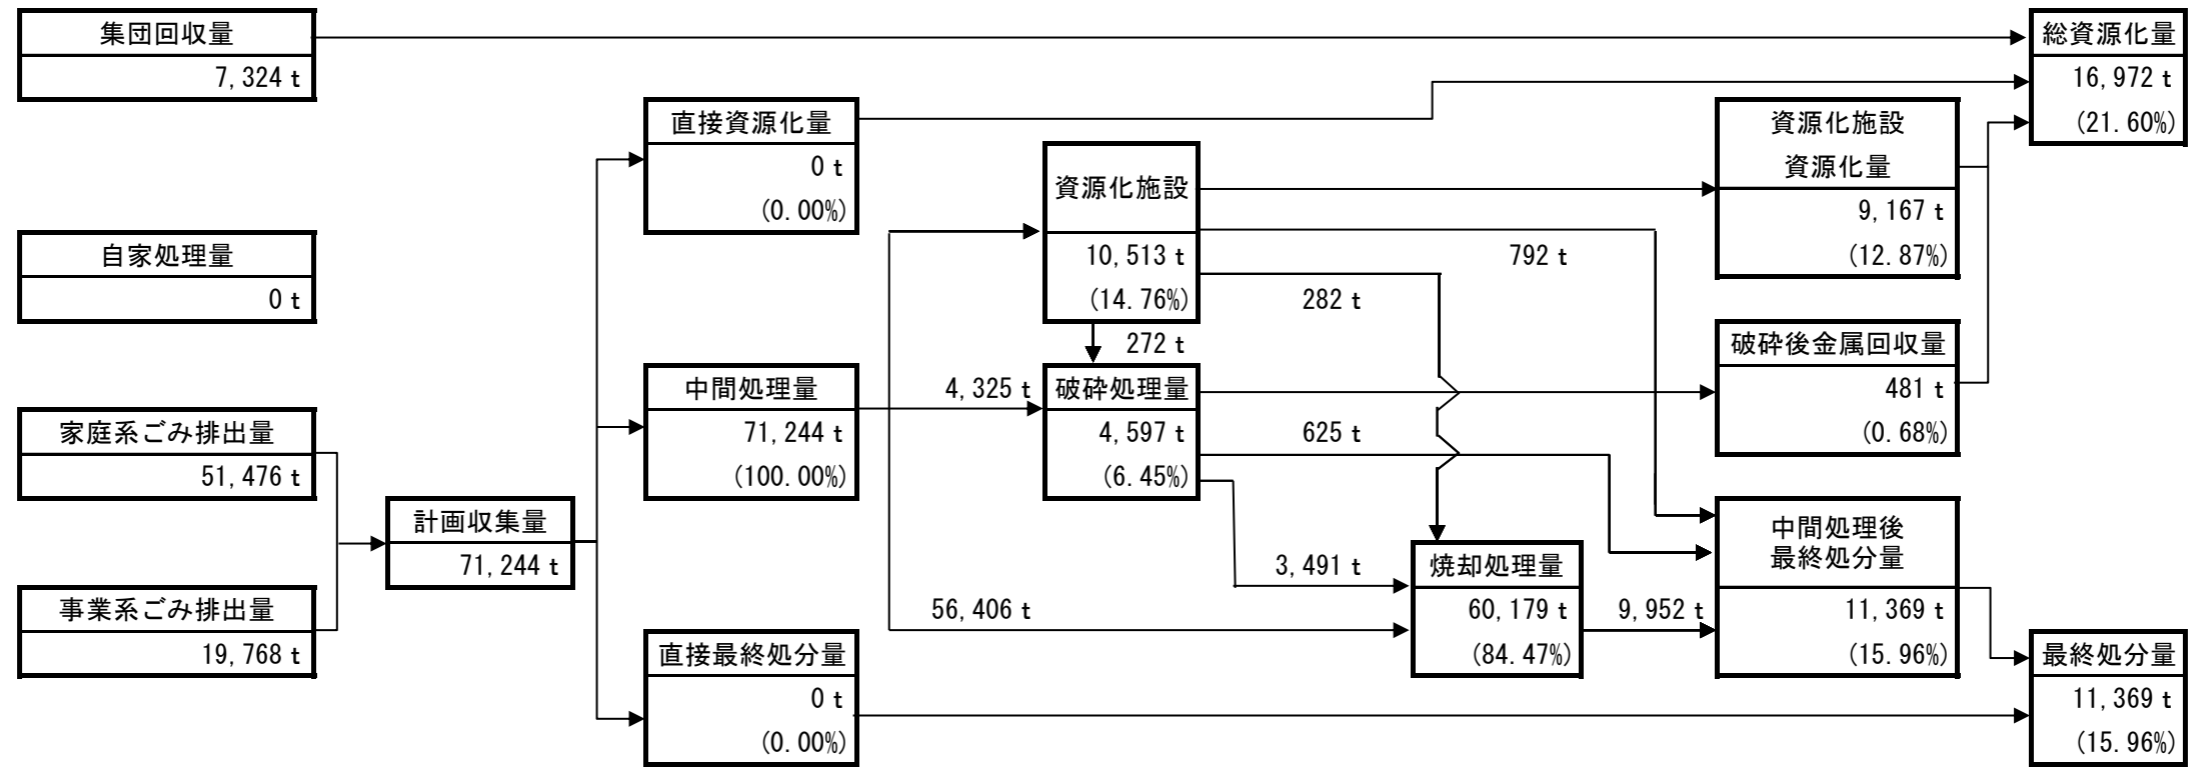 集団回収量
7,324 t
自家処理量
0 t
家庭系ごみ排出量
51,476 t
事業系ごみ排出量
19,768 t
計画収集量
71,244 t
直接資源化量
0 t
(0.00%)
中間処理量
71,244 t
(100.00%)
直接最終処分量
0 t
(0.00%)
4,325 t
56,406 t
資源化施設
10,513 t
(14.76%)
272 t
破砕処理量
4,597 t
(6.45%)
792 t
282 t
625 t
3,491 t
焼却処理量
60,179 t
(84.47%)
9,952 t
資源化施設
資源化量
9,167 t
(12.87%)
破砕後金属回収量
481 t
(0.68%)
中間処理後
最終処分量
11,369 t
(15.96%)
総資源化量
16,972 t
(21.60%)
最終処分量
11,369 t
(15.96%)